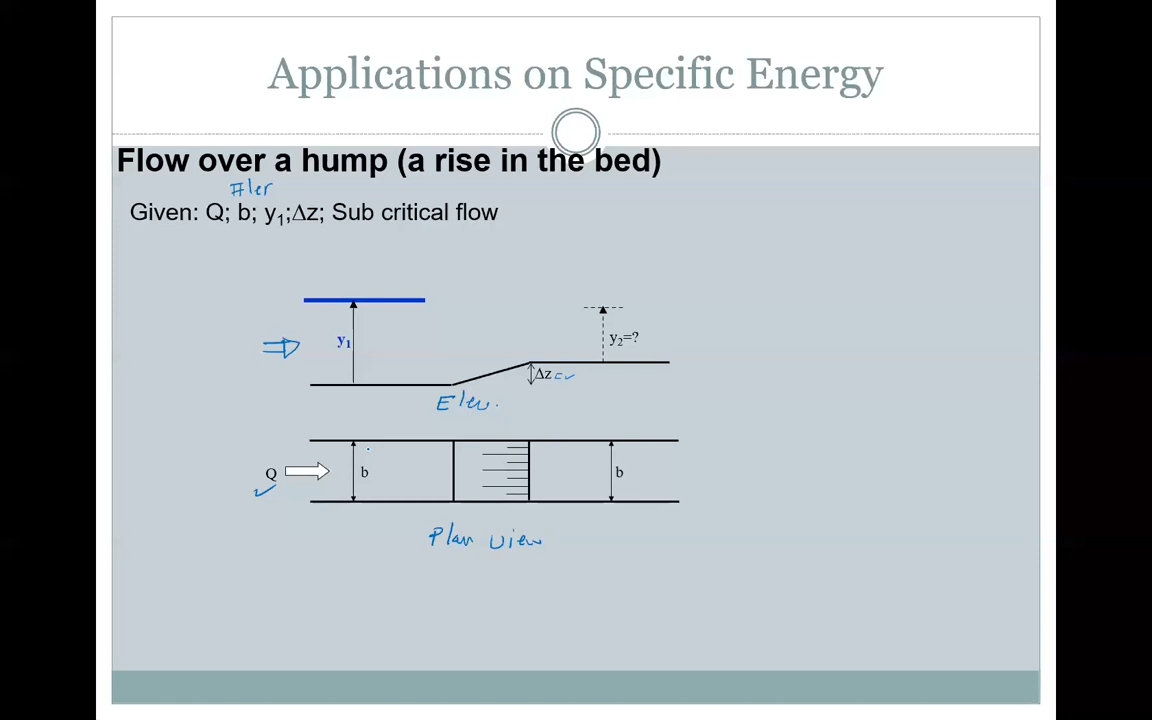 Applications on Specific Energy
Flow over a hump (a rise in the bed)
Given: Q; b; y₁;Δz; Sub critical flow
y₁
y₂=?
Δz
Elev.
Q
b
b
Plan view